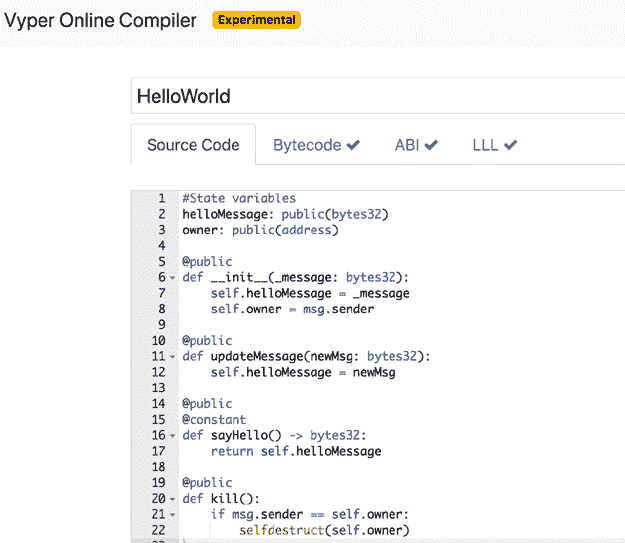 Vyper Online Compiler Experimental
HelloWorld
Source Code Bytecode ✔ ABI ✔ LLL ✔
1 #State variables
2 helloMessage: public(bytes32)
3 owner: public(address)
4
5 @public
6 def __init__(_message: bytes32):
7     self.helloMessage = _message
8     self.owner = msg.sender
9
10 @public
11 def updateMessage(newMsg: bytes32):
12     self.helloMessage = newMsg
13
14 @public
15 @constant
16 def sayHello() -> bytes32:
17     return self.helloMessage
18
19 @public
20 def kill():
21     if msg.sender == self.owner:
22         selfdestruct(self.owner)